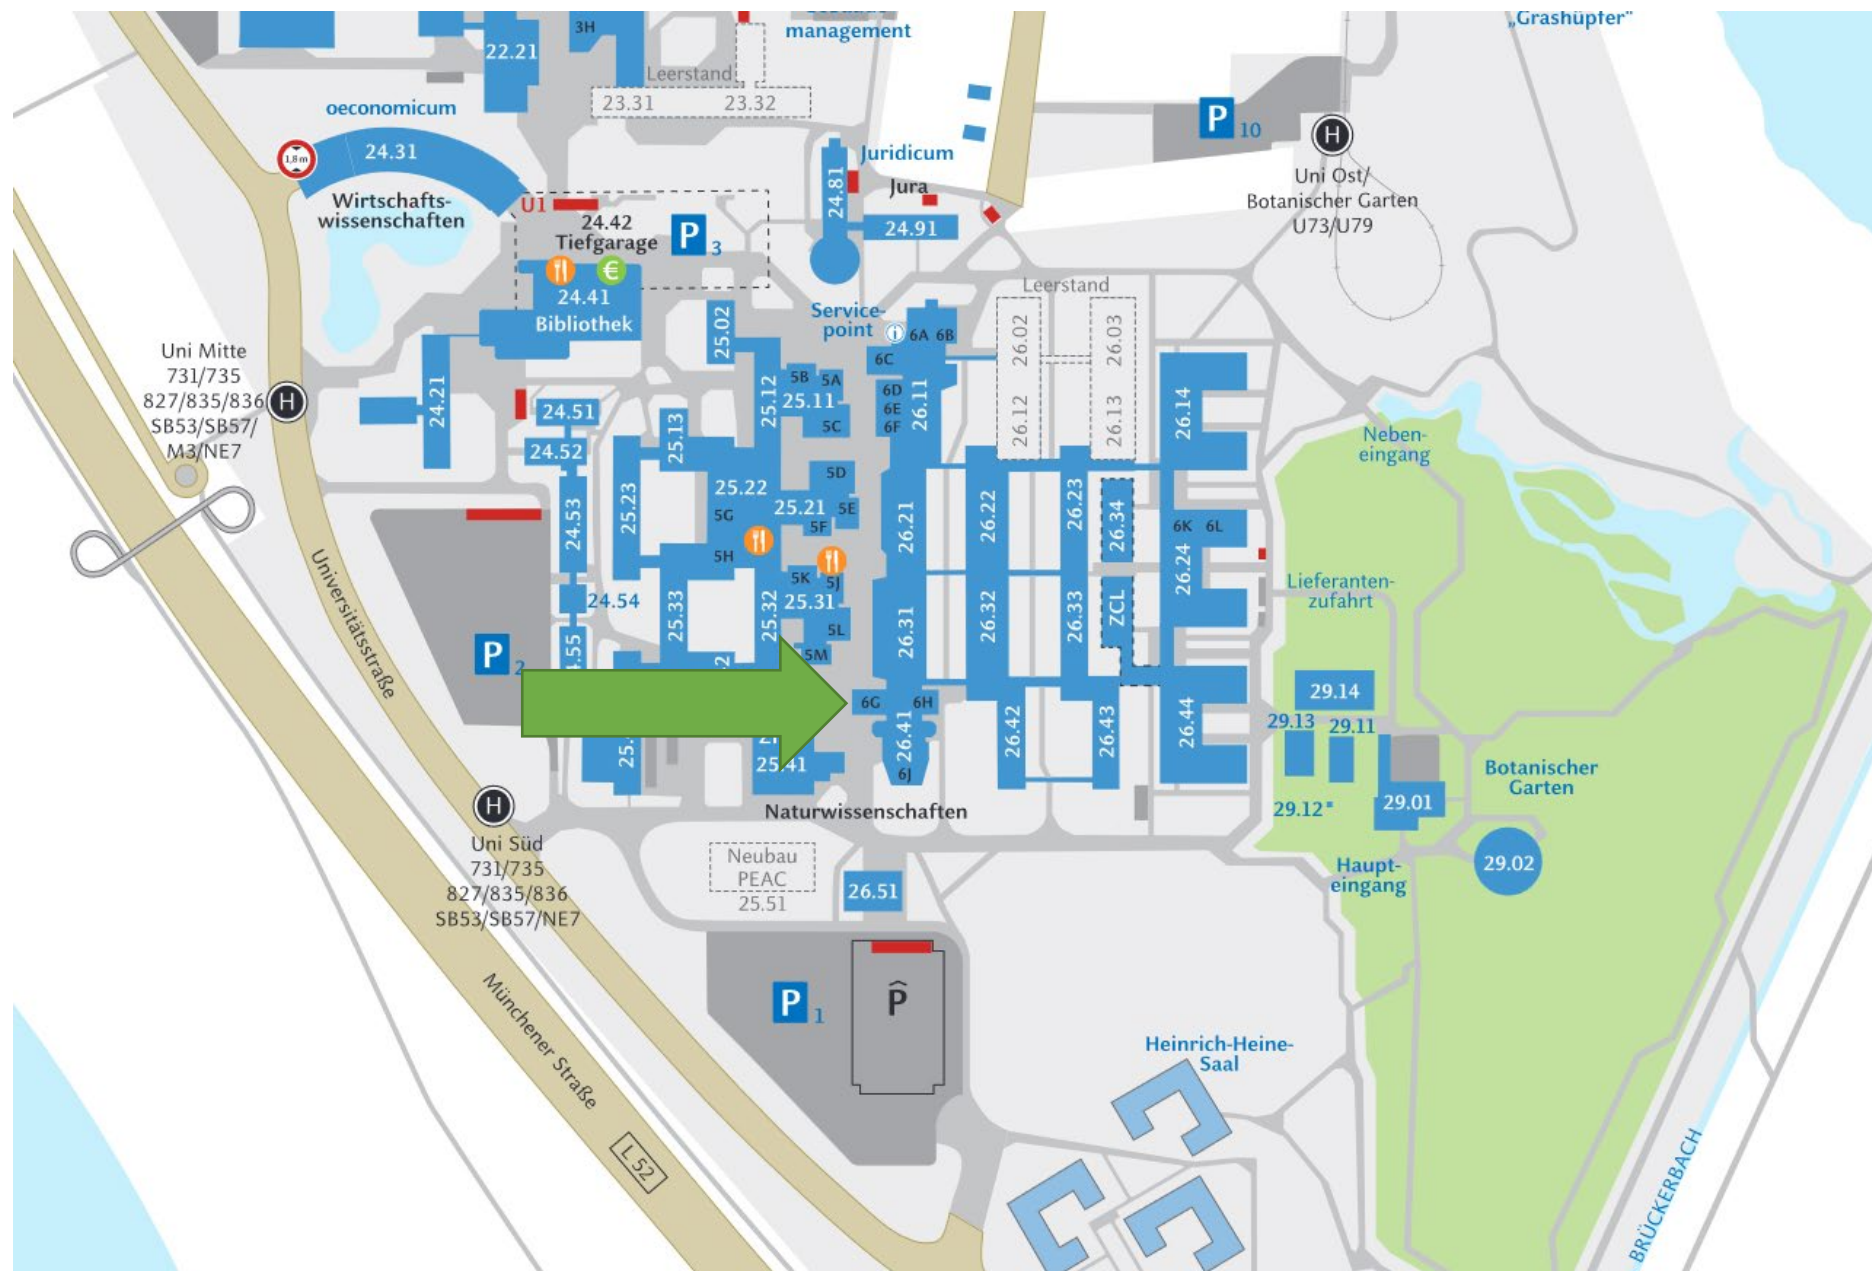 „Grashüpfer“
management
3H
22.21
Leerstand
23.31
23.32
oeconomicum
P 10
H
1,8 m
24.31
Juridicum
Jura
24.81
Uni Ost/
Botanischer Garten
U73/U79
Wirtschafts-
wissenschaften
U1
24.42
Tiefgarage
P 3
24.91
€
24.41
Bibliothek
Leerstand
Service-
point
i
25.02
6A
6B
6C
26.02
26.03
Uni Mitte
731/735
827/835/836
SB53/SB57/
M3/NE7
H
24.21
5B
5A
25.11
5C
25.12
6D
6E
6F
26.11
26.12
26.13
26.14
24.51
24.52
25.13
Neben-
eingang
24.53
25.23
25.22
5G
5H
5D
25.21
5E
5F
26.21
26.22
26.23
26.34
6K
6L
26.24
Universitätsstraße
24.54
25.33
25.32
5K
5J
25.31
5L
5M
26.31
26.32
26.33
ZCL
Lieferanten-
zufahrt
P 2
6G
6H
26.41
6J
26.42
26.43
26.44
29.14
29.13
29.11
25.41
Botanischer
Garten
29.12
29.01
H
Naturwissenschaften
Uni Süd
731/735
827/835/836
SB53/SB57/NE7
Neubau
PEAC
25.51
26.51
Haupt-
eingang
29.02
P 1
P
Münchener Straße
Heinrich-Heine-
Saal
L 52
BRÜCKERBACH